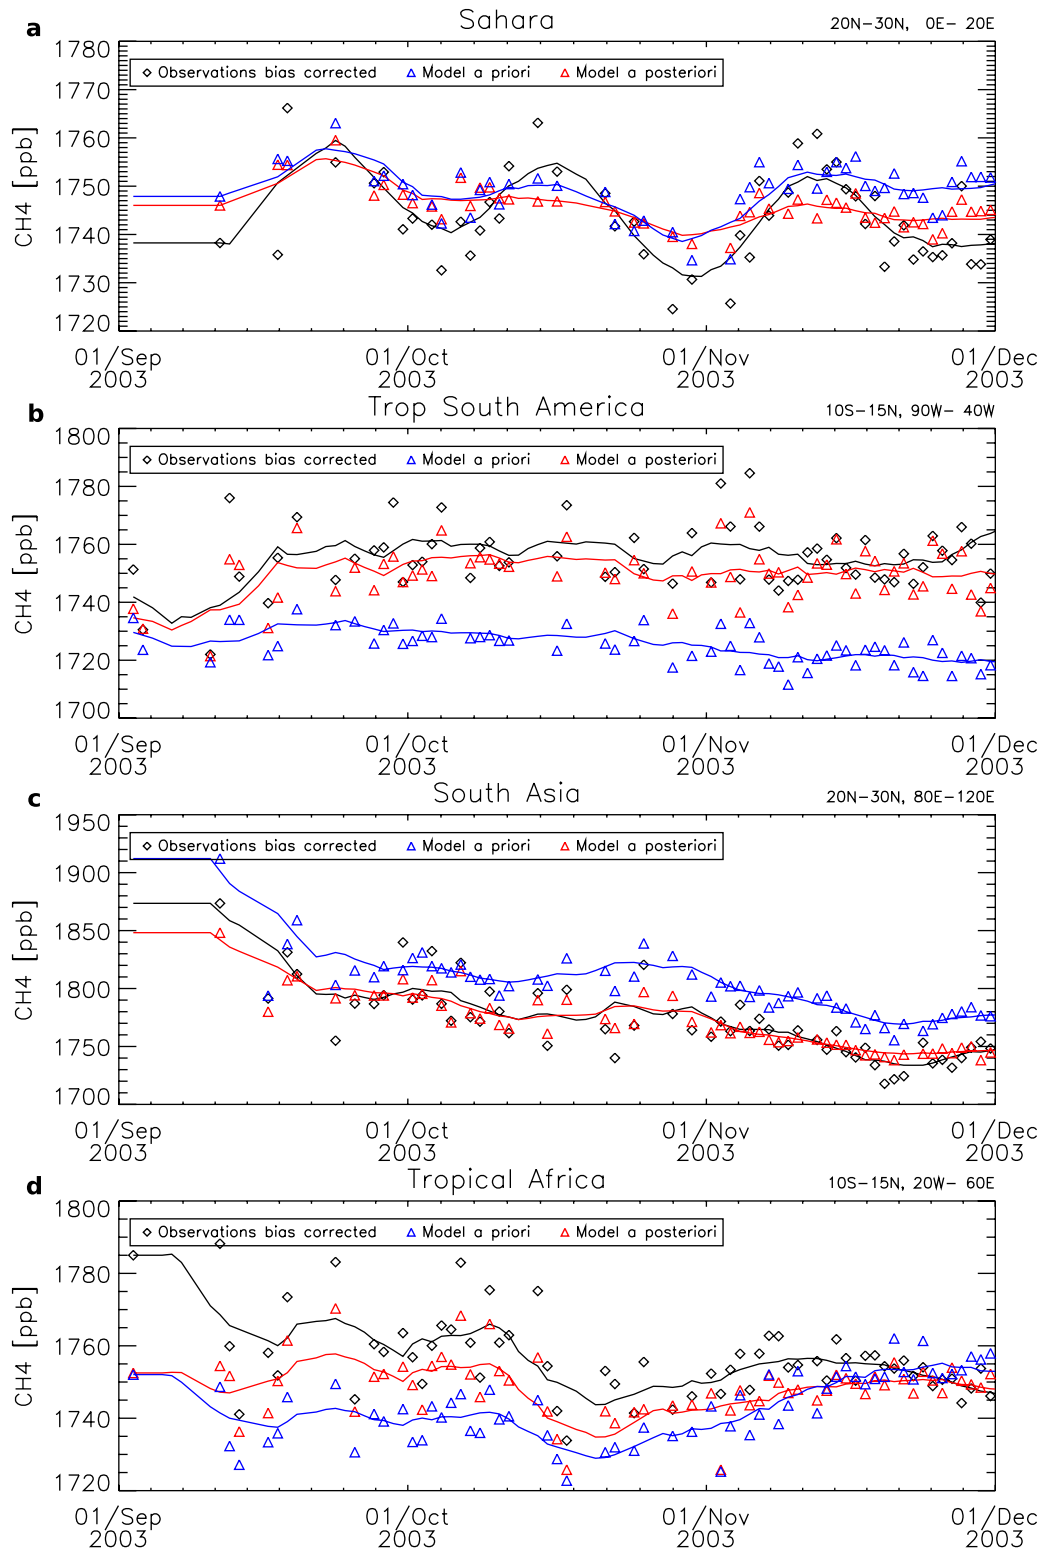 a
Sahara
20N-30N, 0E- 20E
CH4 [ppb]
1780
1770
1760
1750
1740
1730
1720
Observations bias corrected
Model a priori
Model a posteriori
01/Sep
2003
01/Oct
2003
01/Nov
2003
01/Dec
2003
b
Trop South America
10S-15N, 90W- 40W
CH4 [ppb]
1800
1780
1760
1740
1720
1700
Observations bias corrected
Model a priori
Model a posteriori
01/Sep
2003
01/Oct
2003
01/Nov
2003
01/Dec
2003
c
South Asia
20N-30N, 80E-120E
CH4 [ppb]
1950
1900
1850
1800
1750
1700
Observations bias corrected
Model a priori
Model a posteriori
01/Sep
2003
01/Oct
2003
01/Nov
2003
01/Dec
2003
d
Tropical Africa
10S-15N, 20W- 60E
CH4 [ppb]
1800
1780
1760
1740
1720
Observations bias corrected
Model a priori
Model a posteriori
01/Sep
2003
01/Oct
2003
01/Nov
2003
01/Dec
2003